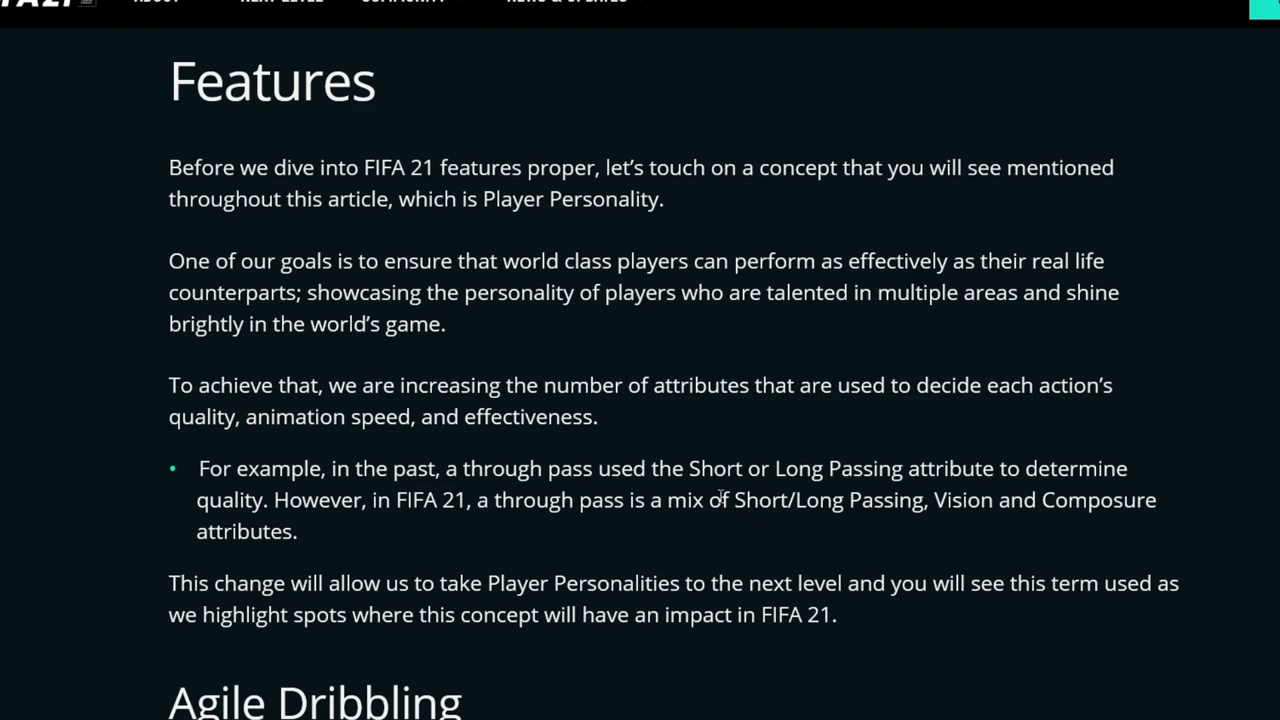 ABOUT NEXT LEVEL COMMUNITY NEWS & UPDATES
Features
Before we dive into FIFA 21 features proper, let’s touch on a concept that you will see mentioned
throughout this article, which is Player Personality.
One of our goals is to ensure that world class players can perform as effectively as their real life
counterparts; showcasing the personality of players who are talented in multiple areas and shine
brightly in the world’s game.
To achieve that, we are increasing the number of attributes that are used to decide each action’s
quality, animation speed, and effectiveness.
• For example, in the past, a through pass used the Short or Long Passing attribute to determine
quality. However, in FIFA 21, a through pass is a mix of Short/Long Passing, Vision and Composure
attributes.
This change will allow us to take Player Personalities to the next level and you will see this term used as
we highlight spots where this concept will have an impact in FIFA 21.
Agile Dribbling